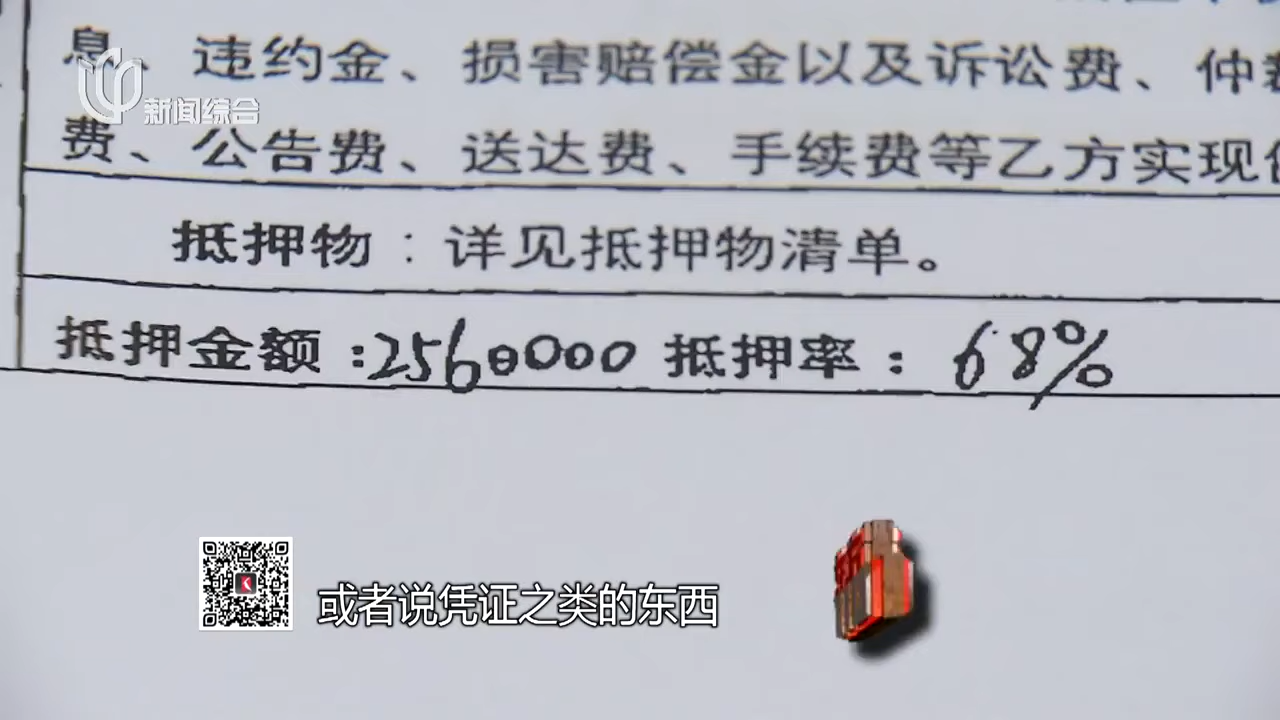 息、违约金、损害赔偿金以及诉讼费、仲裁
新闻综合
费、公告费、送达费、手续费等乙方实现
抵押物：详见抵押物清单。
抵押金额:2560000 抵押率：68%
或者说凭证之类的东西